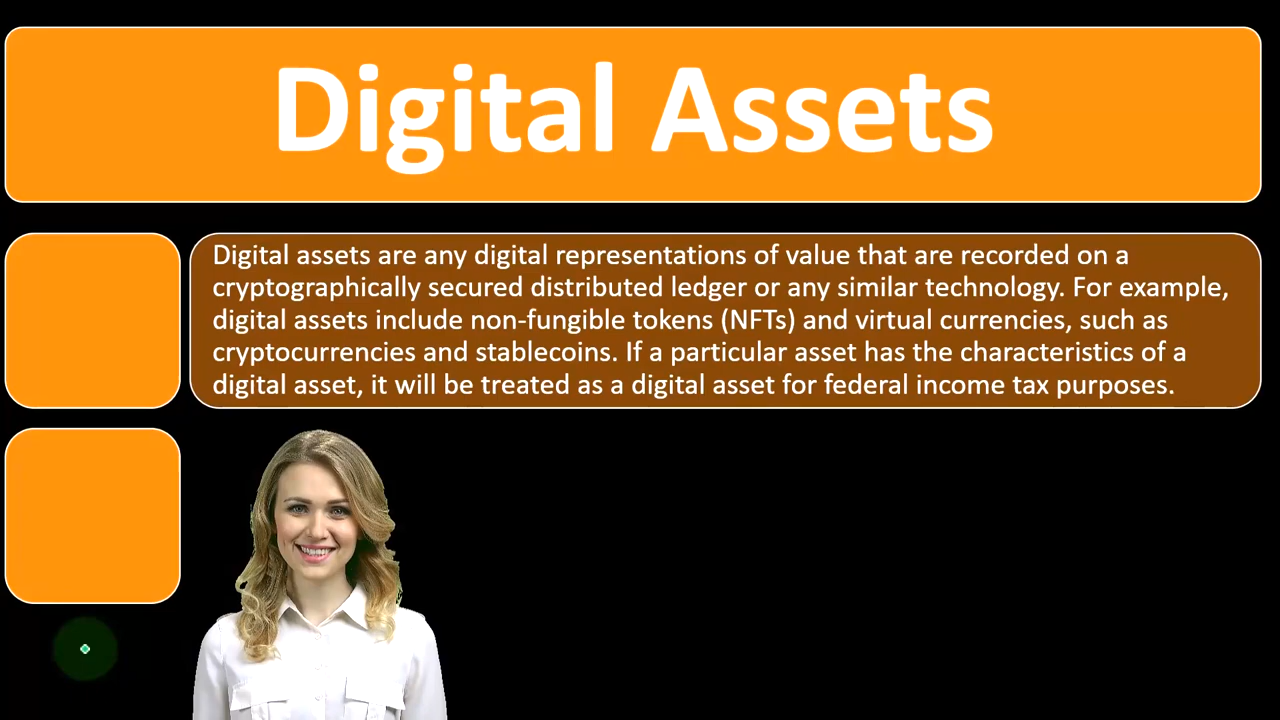 Digital Assets
Digital assets are any digital representations of value that are recorded on a
cryptographically secured distributed ledger or any similar technology. For example,
digital assets include non-fungible tokens (NFTs) and virtual currencies, such as
cryptocurrencies and stablecoins. If a particular asset has the characteristics of a
digital asset, it will be treated as a digital asset for federal income tax purposes.